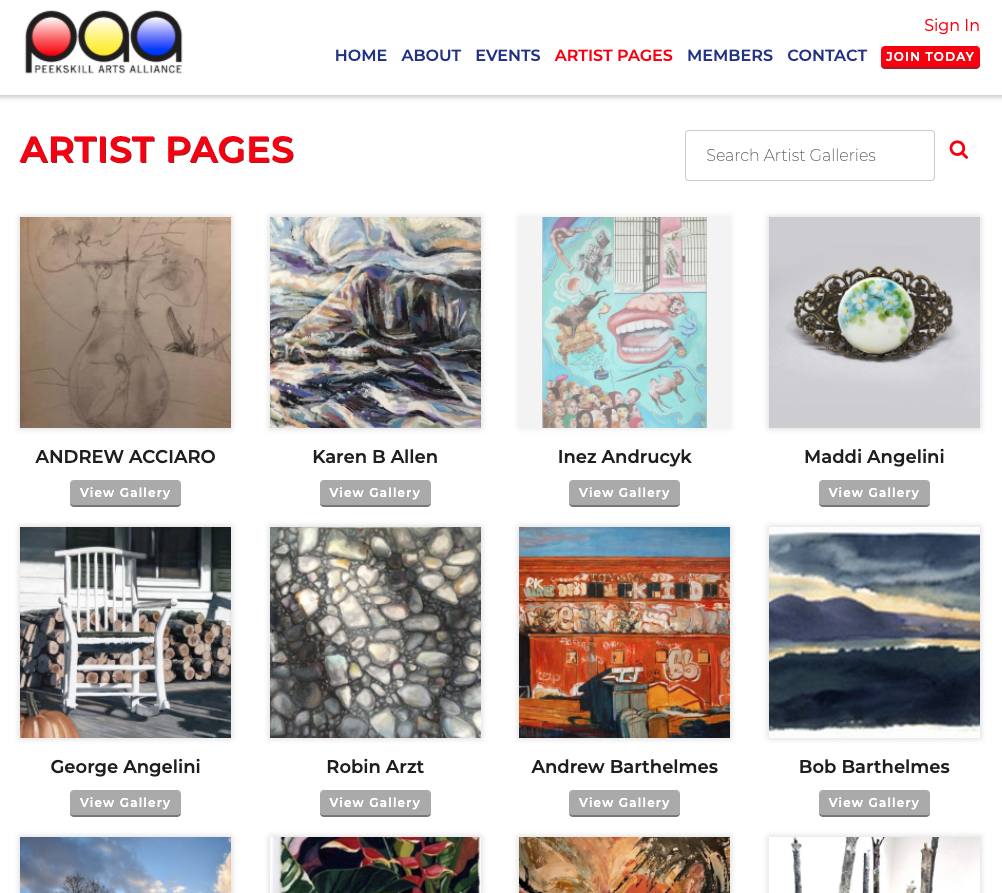 paa
PEEKSKILL ARTS ALLIANCE
Sign In
HOME ABOUT EVENTS ARTIST PAGES MEMBERS CONTACT JOIN TODAY
ARTIST PAGES
Search Artist Galleries
ANDREW ACCIARO Karen B Allen Inez Andrucyk Maddi Angelini
View Gallery View Gallery View Gallery View Gallery
RK
George Angelini Robin Arzt Andrew Barthelmes Bob Barthelmes
View Gallery View Gallery View Gallery View Gallery